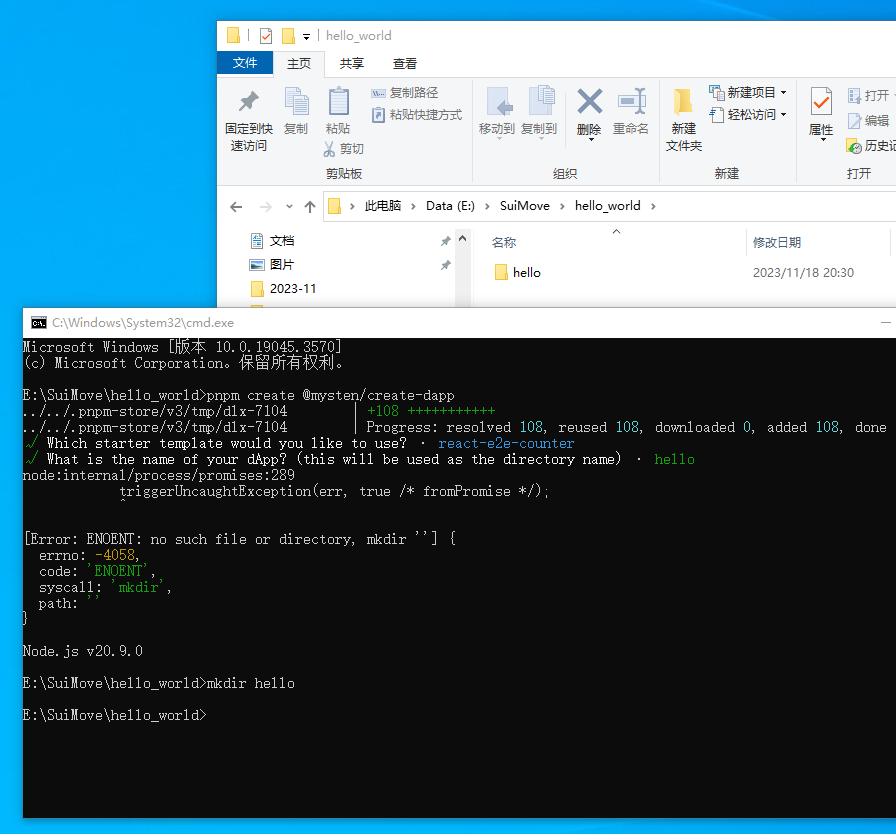 hello_world
文件 主页 共享 查看
固定到快速访问 复制 粘贴 复制路径 粘贴快捷方式 剪切 移动到 复制到 删除 重命名 新建文件夹 新建项目 轻松访问 属性 打开 编辑 历史记
剪贴板 组织 新建 打开
此电脑 › Data (E:) › SuiMove › hello_world ›
文档
图片
2023-11
名称 修改日期
hello 2023/11/18 20:30
C:\Windows\System32\cmd.exe
Microsoft Windows [版本 10.0.19045.3570]
(c) Microsoft Corporation。保留所有权利。
E:\SuiMove\hello_world>pnpm create @mysten/create-dapp
../../.pnpm-store/v3/tmp/dlx-7104 | +108 +++++++++++
../../.pnpm-store/v3/tmp/dlx-7104 | Progress: resolved 108, reused 108, downloaded 0, added 108, done
√ Which starter template would you like to use? · react-e2e-counter
√ What is the name of your dApp? (this will be used as the directory name) · hello
node:internal/process/promises:289
triggerUncaughtException(err, true /* fromPromise */);
^
[Error: ENOENT: no such file or directory, mkdir ''] {
errno: -4058,
code: 'ENOENT',
syscall: 'mkdir',
path: ''
}
Node.js v20.9.0
E:\SuiMove\hello_world>mkdir hello
E:\SuiMove\hello_world>